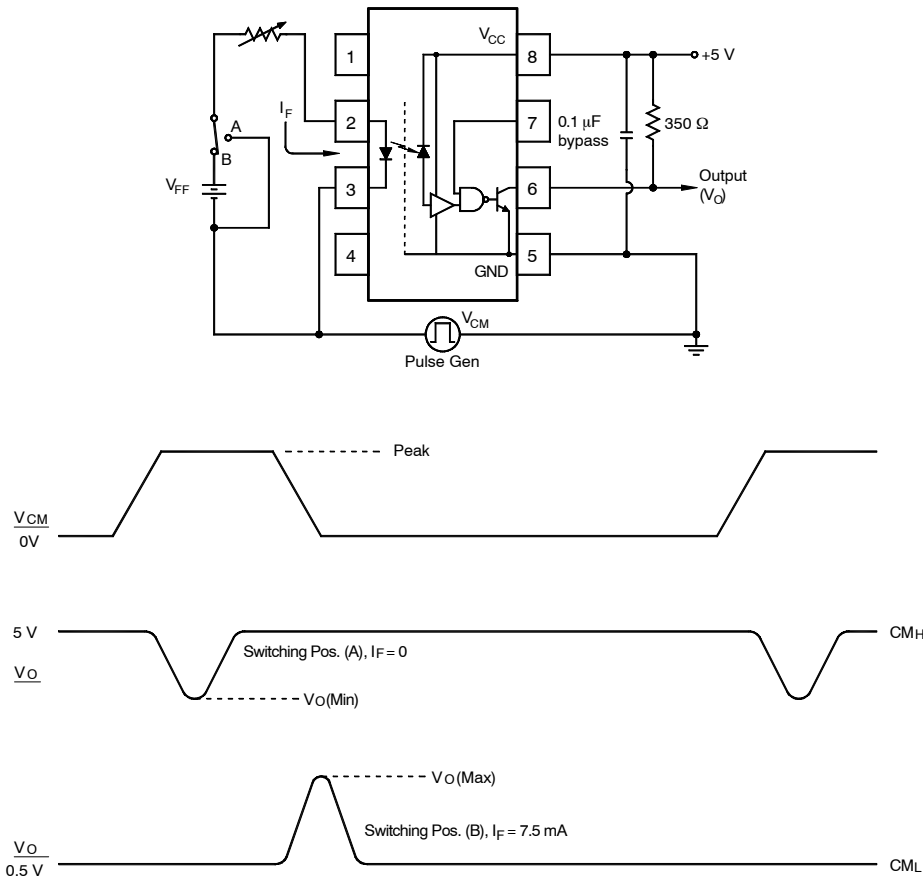 V_CC
1
8
+5 V
I_F
2
7
0.1 μF
bypass
350 Ω
A
B
V_FF
3
6
Output
(V_O)
4
5
GND
V_CM
Pulse Gen
Peak
V_CM
0V
5 V
V_O
Switching Pos. (A), I_F = 0
V_O(Min)
CM_H
V_O(Max)
Switching Pos. (B), I_F = 7.5 mA
V_O
0.5 V
CM_L